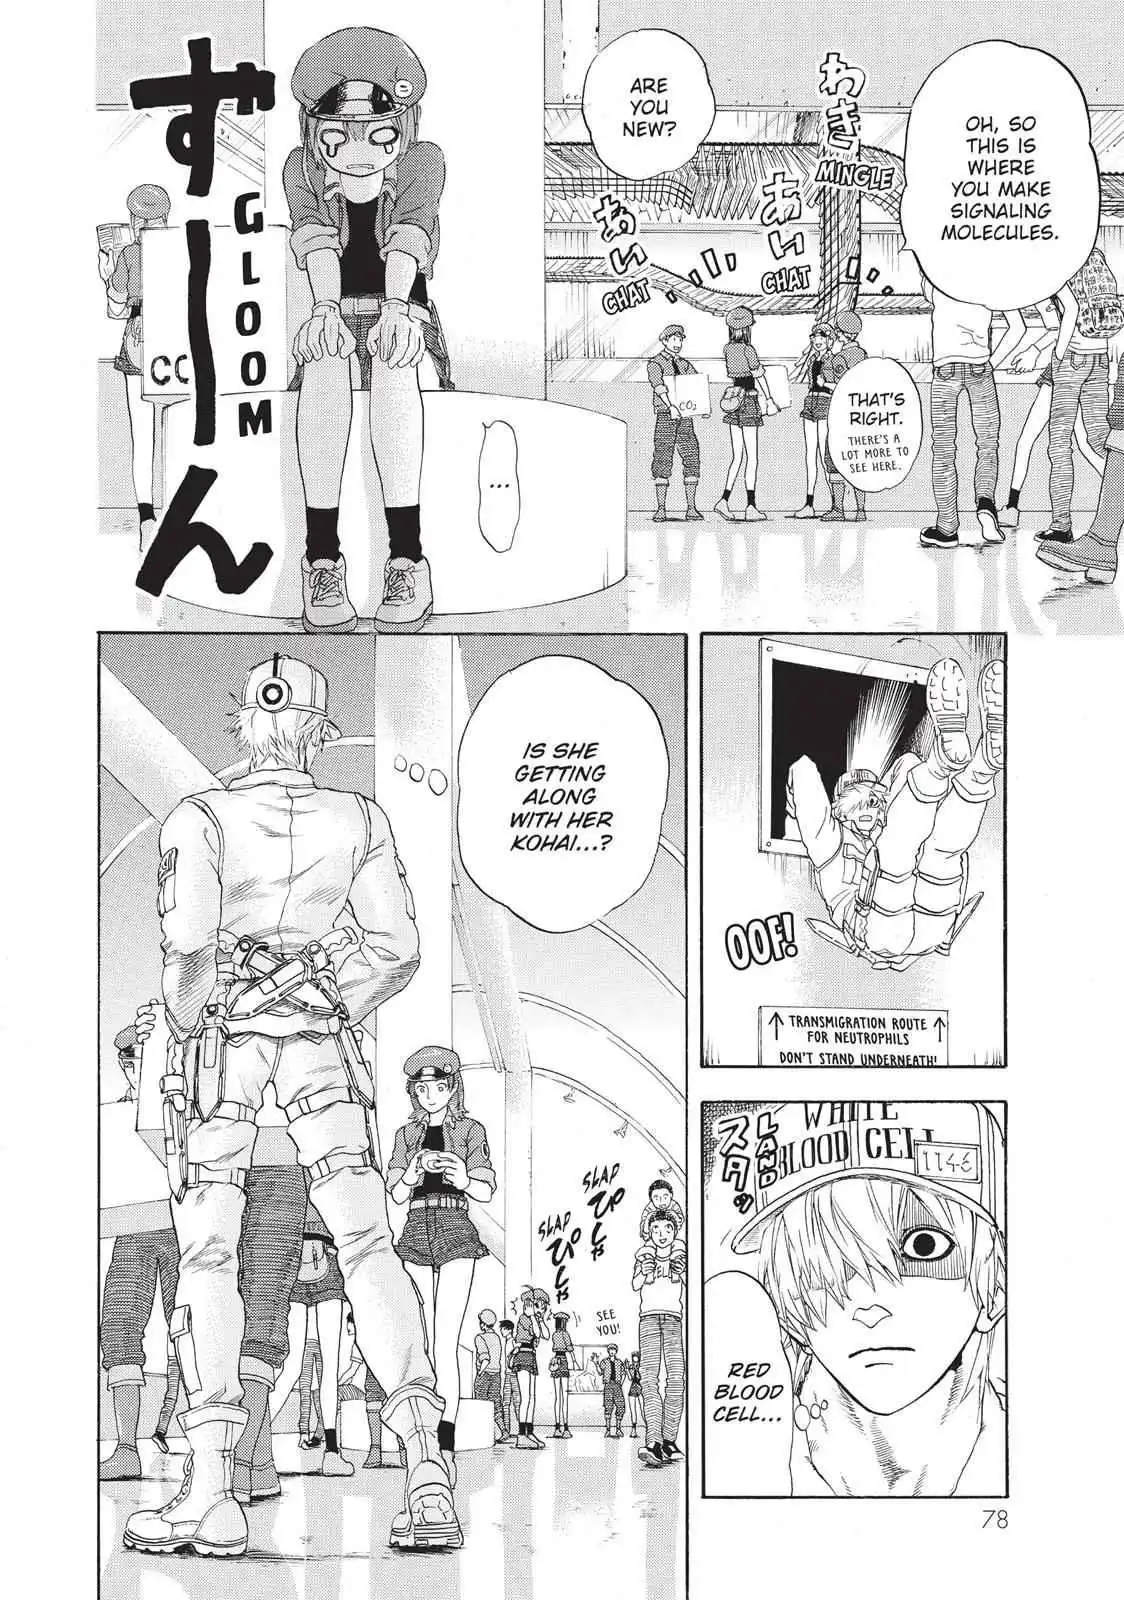 OH, SO
THIS IS
WHERE
YOU MAKE
SIGNALING
MOLECULES.
わき
MINGLE
ARE
YOU
NEW?
あい
CHAT
あい
CHAT
THAT'S
RIGHT.
THERE'S A
LOT MORE TO
SEE HERE.
CO2
...
ずーん
GLOOM
CO
OOF!
↑ TRANSMIGRATION ROUTE ↑
FOR NEUTROPHILS
DON'T STAND UNDERNEATH!
スタッ
LAND
WHITE
BLOOD CELL
1146
RED
BLOOD
CELL...
IS SHE
GETTING
ALONG
WITH HER
KOHAI...?
SLAP
ぴしゃ
SLAP
ぴしゃ
SEE
YOU!
78